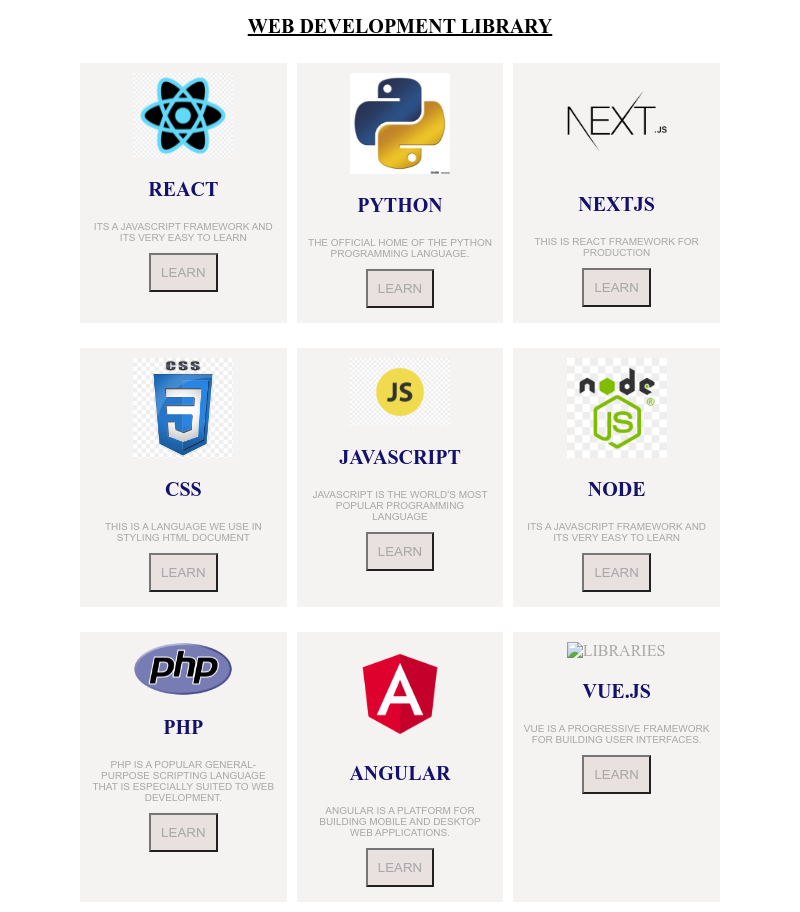 WEB DEVELOPMENT LIBRARY
REACT
ITS A JAVASCRIPT FRAMEWORK AND
ITS VERY EASY TO LEARN
LEARN
PYTHON
THE OFFICIAL HOME OF THE PYTHON
PROGRAMMING LANGUAGE.
LEARN
NEXT.JS
NEXTJS
THIS IS REACT FRAMEWORK FOR
PRODUCTION
LEARN
CSS
CSS
THIS IS A LANGUAGE WE USE IN
STYLING HTML DOCUMENT
LEARN
JS
JAVASCRIPT
JAVASCRIPT IS THE WORLD'S MOST
POPULAR PROGRAMMING
LANGUAGE
LEARN
node
JS®
NODE
ITS A JAVASCRIPT FRAMEWORK AND
ITS VERY EASY TO LEARN
LEARN
php
PHP
PHP IS A POPULAR GENERAL-
PURPOSE SCRIPTING LANGUAGE
THAT IS ESPECIALLY SUITED TO WEB
DEVELOPMENT.
LEARN
A
ANGULAR
ANGULAR IS A PLATFORM FOR
BUILDING MOBILE AND DESKTOP
WEB APPLICATIONS.
LEARN
LIBRARIES
VUE.JS
VUE IS A PROGRESSIVE FRAMEWORK
FOR BUILDING USER INTERFACES.
LEARN